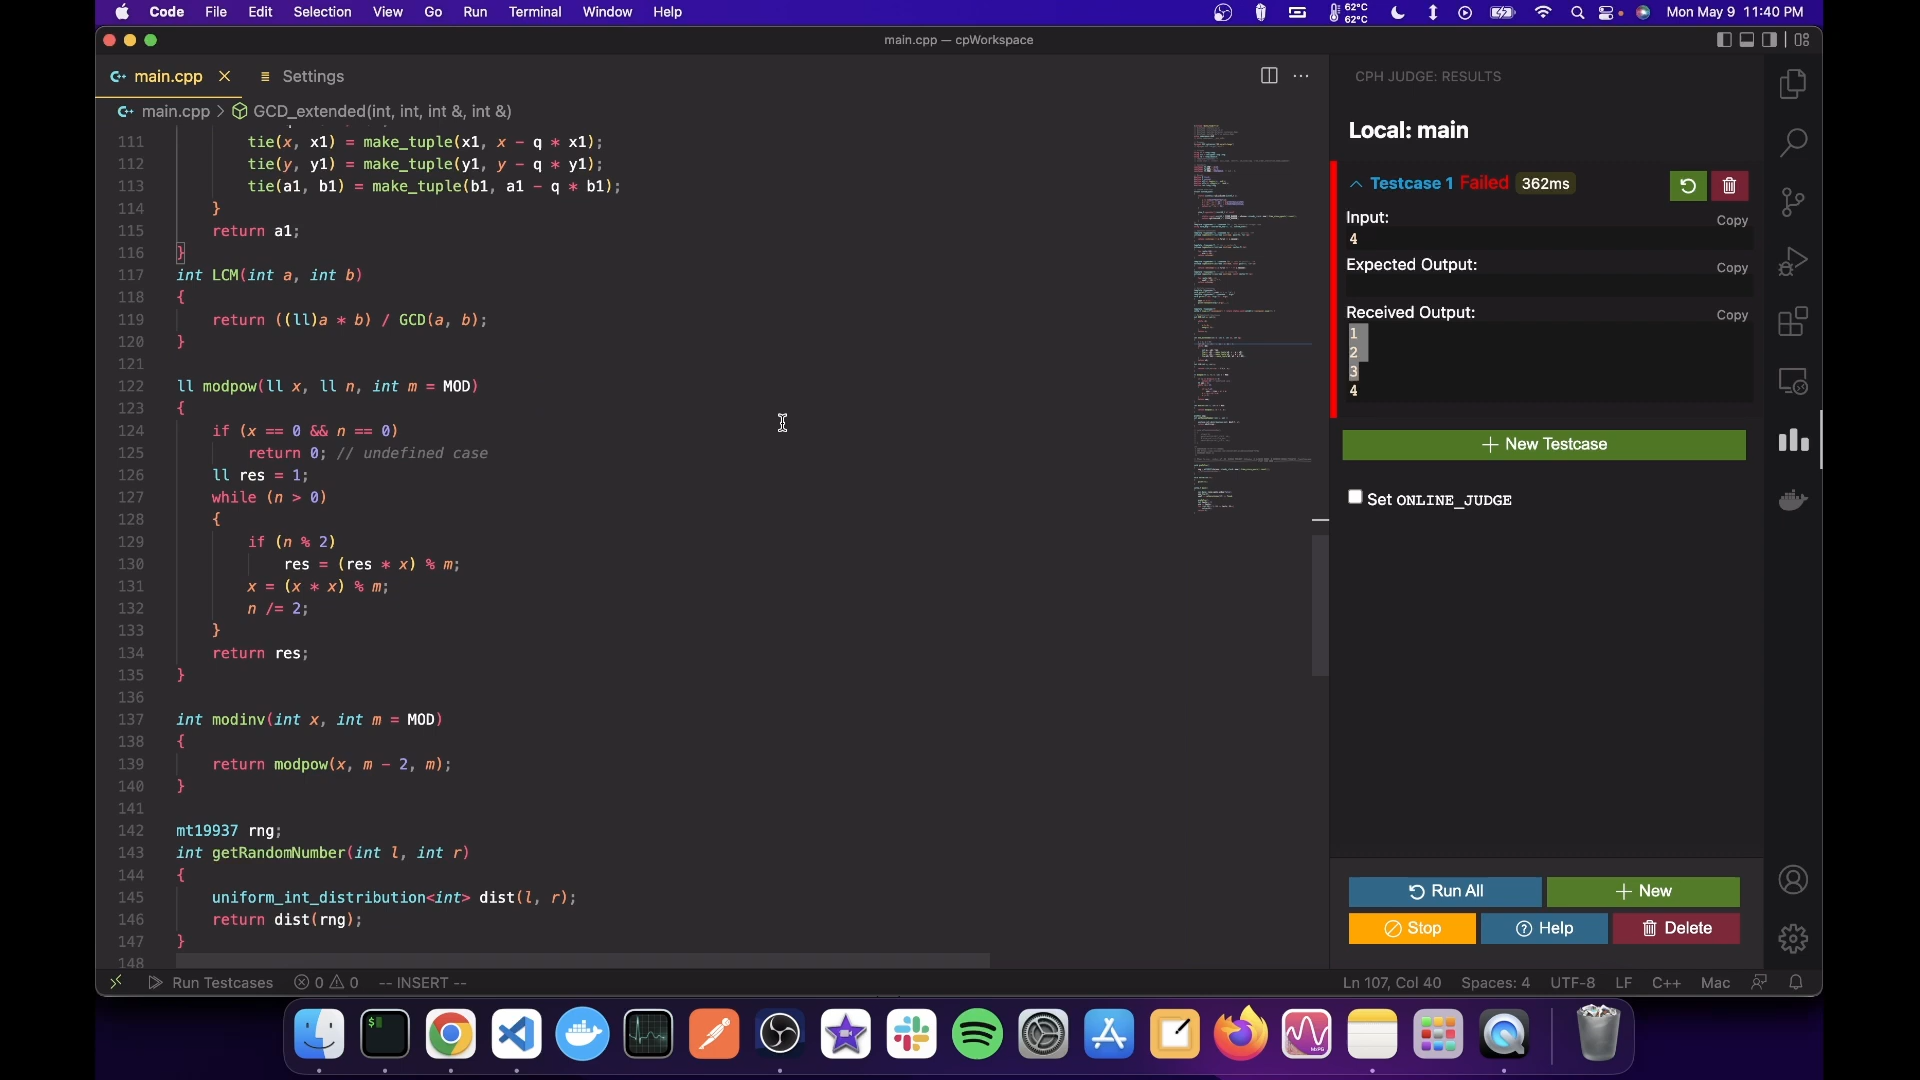 Code File Edit Selection View Go Run Terminal Window Help
62°C
62°C
Mon May 9 11:40 PM
main.cpp — cpWorkspace
main.cpp
Settings
main.cpp > GCD_extended(int, int, int &, int &)
111 tie(x, x1) = make_tuple(x1, x - q * x1);
112 tie(y, y1) = make_tuple(y1, y - q * y1);
113 tie(a1, b1) = make_tuple(b1, a1 - q * b1);
114 }
115 return a1;
116 }
117 int LCM(int a, int b)
118 {
119 return ((ll)a * b) / GCD(a, b);
120 }
121
122 ll modpow(ll x, ll n, int m = MOD)
123 {
124 if (x == 0 && n == 0)
125 return 0; // undefined case
126 ll res = 1;
127 while (n > 0)
128 {
129 if (n % 2)
130 res = (res * x) % m;
131 x = (x * x) % m;
132 n /= 2;
133 }
134 return res;
135 }
136
137 int modinv(int x, int m = MOD)
138 {
139 return modpow(x, m - 2, m);
140 }
141
142 mt19937 rng;
143 int getRandomNumber(int l, int r)
144 {
145 uniform_int_distribution<int> dist(l, r);
146 return dist(rng);
147 }
148
CPH JUDGE: RESULTS
Local: main
Testcase 1 Failed 362ms
Input:
Copy
4
Expected Output:
Copy
Received Output:
Copy
1
2
3
4
+ New Testcase
Set ONLINE_JUDGE
Run All
+ New
Stop
Help
Delete
Run Testcases 0 0 -- INSERT --
Ln 107, Col 40 Spaces: 4 UTF-8 LF C++ Mac